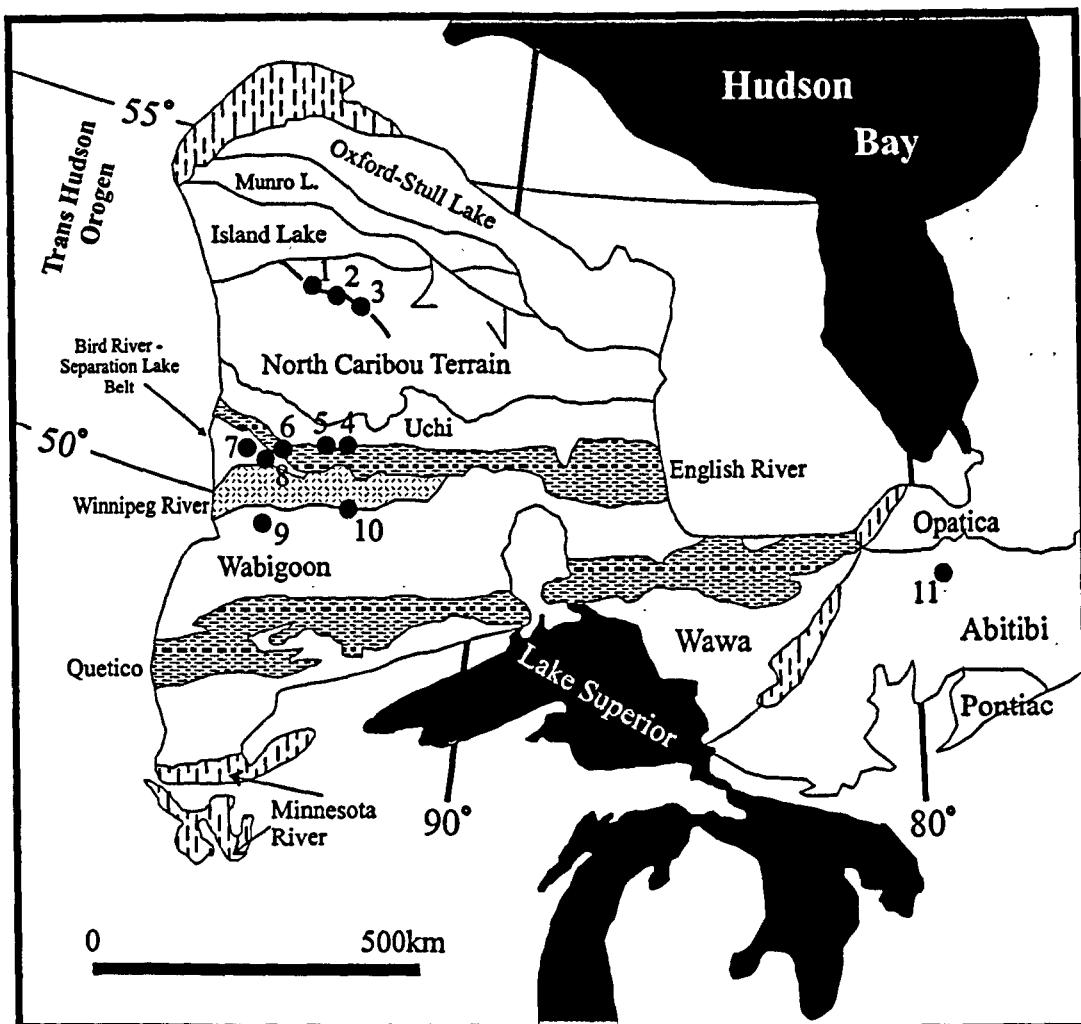 Hudson
Bay
55°
Trans Hudson
Orogen
Oxford-Stull Lake
Munro L.
Island Lake
1
2
3
North Caribou Terrain
Bird River -
Separation Lake
Belt
Uchi
50°
7
6
5
4
8
English River
Winnipeg River
9
10
Opatica
Wabigoon
11
Abitibi
Wawa
Quetico
Lake Superior
Pontiac
Minnesota
River
90°
80°
0
500km